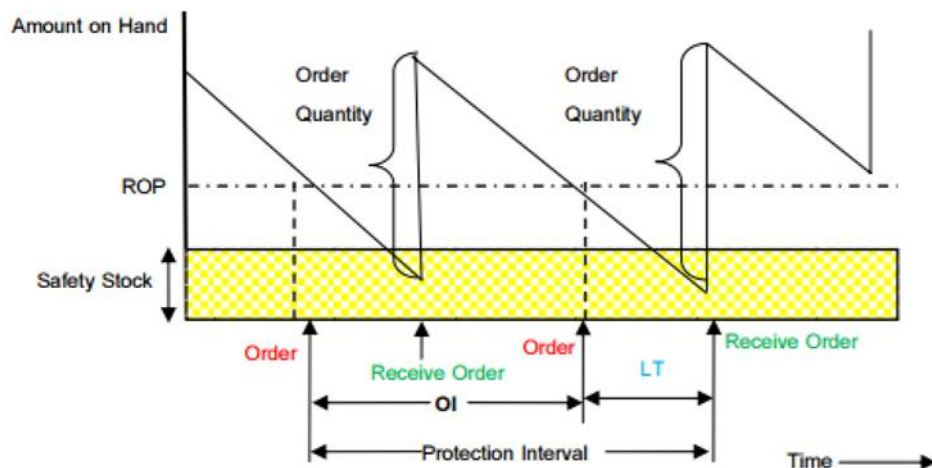 Amount on Hand
Order
Quantity
Order
Quantity
ROP
Safety Stock
Order
Receive Order
Order
Receive Order
LT
OI
Protection Interval
Time